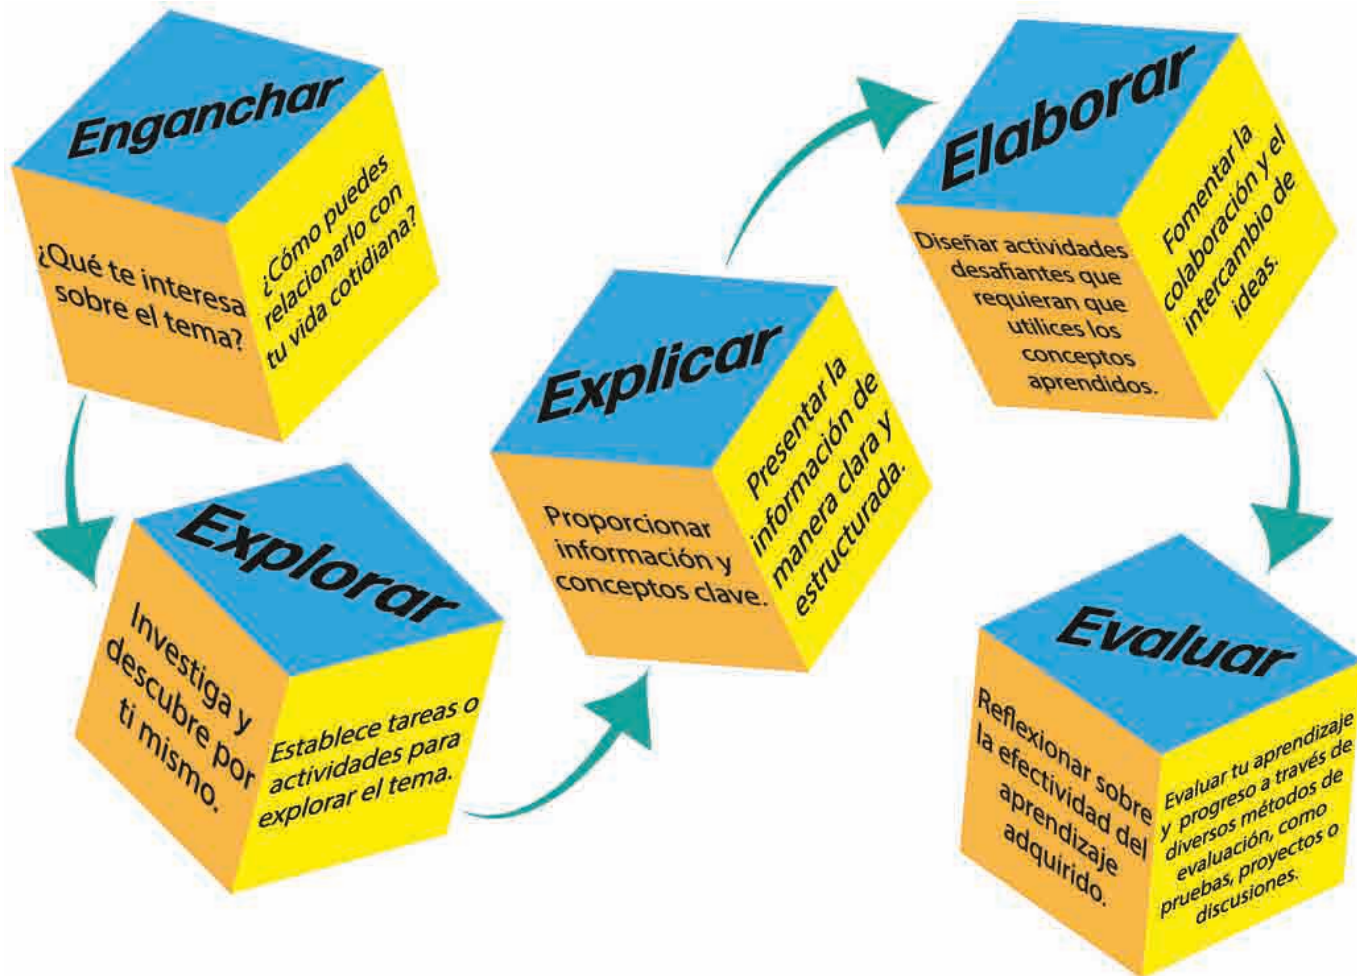 Enganchar
¿Qué te interesa
sobre el tema?
¿Cómo puedes
relacionarlo con
tu vida cotidiana?
Explorar
Investiga y
descubre por
ti mismo.
Establece tareas o
actividades para
explorar el tema.
Explicar
Proporcionar
información y
conceptos clave.
Presentar la
información de
manera clara y
estructurada.
Elaborar
Diseñar actividades
desafiantes que
requieran que
utilices los
conceptos
aprendidos.
Fomentar la
colaboración y el
intercambio de
ideas.
Evaluar
Reflexionar sobre
la efectividad del
aprendizaje
adquirido.
Evaluar tu aprendizaje
y progreso a través de
diversos métodos de
evaluación, como
pruebas, proyectos o
discusiones.